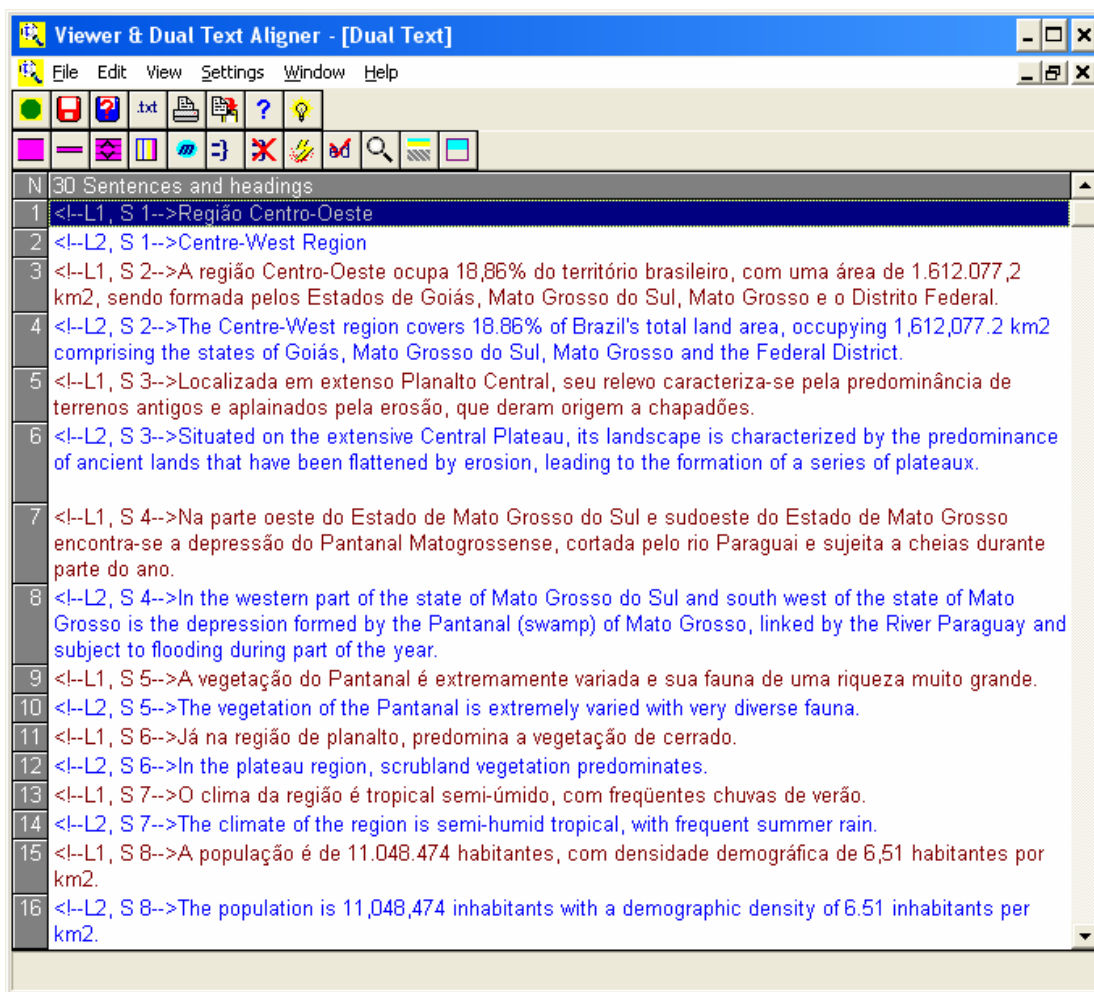 Viewer & Dual Text Aligner - [Dual Text]
File Edit View Settings Window Help
.txt ?
N 30 Sentences and headings
1 <!--L1, S 1-->Região Centro-Oeste
2 <!--L2, S 1-->Centre-West Region
3 <!--L1, S 2-->A região Centro-Oeste ocupa 18,86% do território brasileiro, com uma área de 1.612.077,2
km2, sendo formada pelos Estados de Goiás, Mato Grosso do Sul, Mato Grosso e o Distrito Federal.
4 <!--L2, S 2-->The Centre-West region covers 18.86% of Brazil's total land area, occupying 1,612,077.2 km2
comprising the states of Goiás, Mato Grosso do Sul, Mato Grosso and the Federal District.
5 <!--L1, S 3-->Localizada em extenso Planalto Central, seu relevo caracteriza-se pela predominância de
terrenos antigos e aplainados pela erosão, que deram origem a chapadões.
6 <!--L2, S 3-->Situated on the extensive Central Plateau, its landscape is characterized by the predominance
of ancient lands that have been flattened by erosion, leading to the formation of a series of plateaux.
7 <!--L1, S 4-->Na parte oeste do Estado de Mato Grosso do Sul e sudoeste do Estado de Mato Grosso
encontra-se a depressão do Pantanal Matogrossense, cortada pelo rio Paraguai e sujeita a cheias durante
parte do ano.
8 <!--L2, S 4-->In the western part of the state of Mato Grosso do Sul and south west of the state of Mato
Grosso is the depression formed by the Pantanal (swamp) of Mato Grosso, linked by the River Paraguay and
subject to flooding during part of the year.
9 <!--L1, S 5-->A vegetação do Pantanal é extremamente variada e sua fauna de uma riqueza muito grande.
10 <!--L2, S 5-->The vegetation of the Pantanal is extremely varied with very diverse fauna.
11 <!--L1, S 6-->Já na região de planalto, predomina a vegetação de cerrado.
12 <!--L2, S 6-->In the plateau region, scrubland vegetation predominates.
13 <!--L1, S 7-->O clima da região é tropical semi-úmido, com freqüentes chuvas de verão.
14 <!--L2, S 7-->The climate of the region is semi-humid tropical, with frequent summer rain.
15 <!--L1, S 8-->A população é de 11.048.474 habitantes, com densidade demográfica de 6,51 habitantes por
km2.
16 <!--L2, S 8-->The population is 11,048,474 inhabitants with a demographic density of 6.51 inhabitants per
km2.